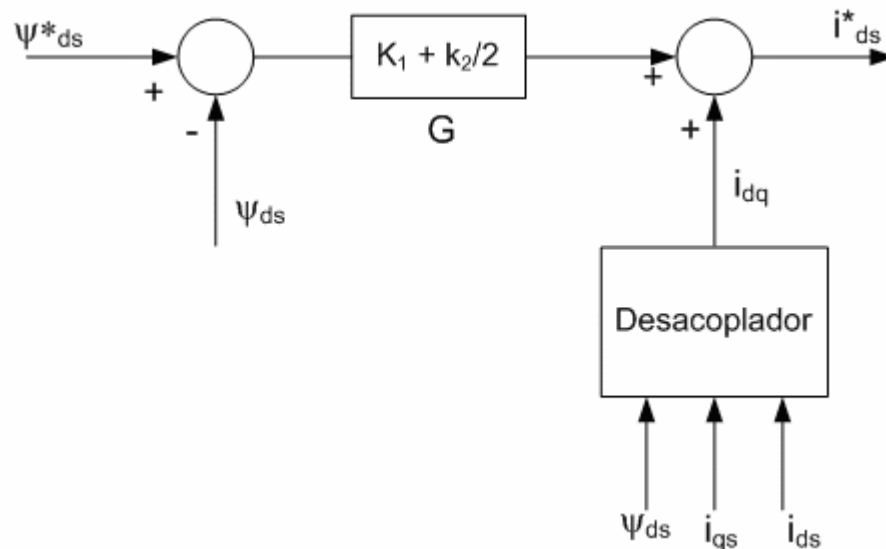 ψ*ds
+
-
ψds
K1 + k2/2
G
+
+
i*ds
idq
Desacoplador
ψds
iqs
ids